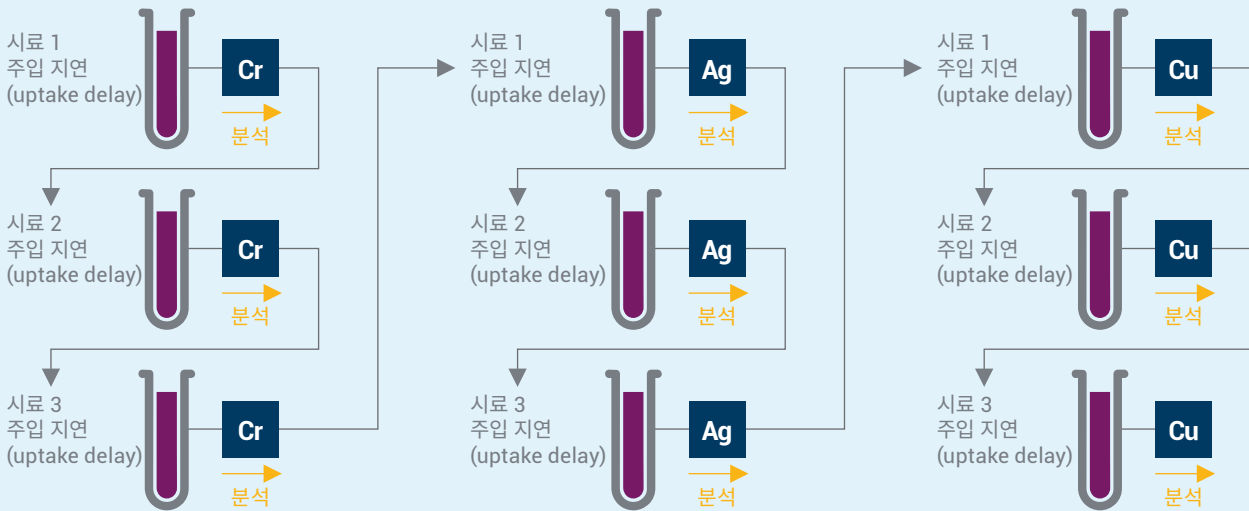 시료 1
주입 지연
(uptake delay)
Cr
분석
시료 2
주입 지연
(uptake delay)
Cr
분석
시료 3
주입 지연
(uptake delay)
Cr
분석
시료 1
주입 지연
(uptake delay)
Ag
분석
시료 2
주입 지연
(uptake delay)
Ag
분석
시료 3
주입 지연
(uptake delay)
Ag
분석
시료 1
주입 지연
(uptake delay)
Cu
분석
시료 2
주입 지연
(uptake delay)
Cu
분석
시료 3
주입 지연
(uptake delay)
Cu
분석